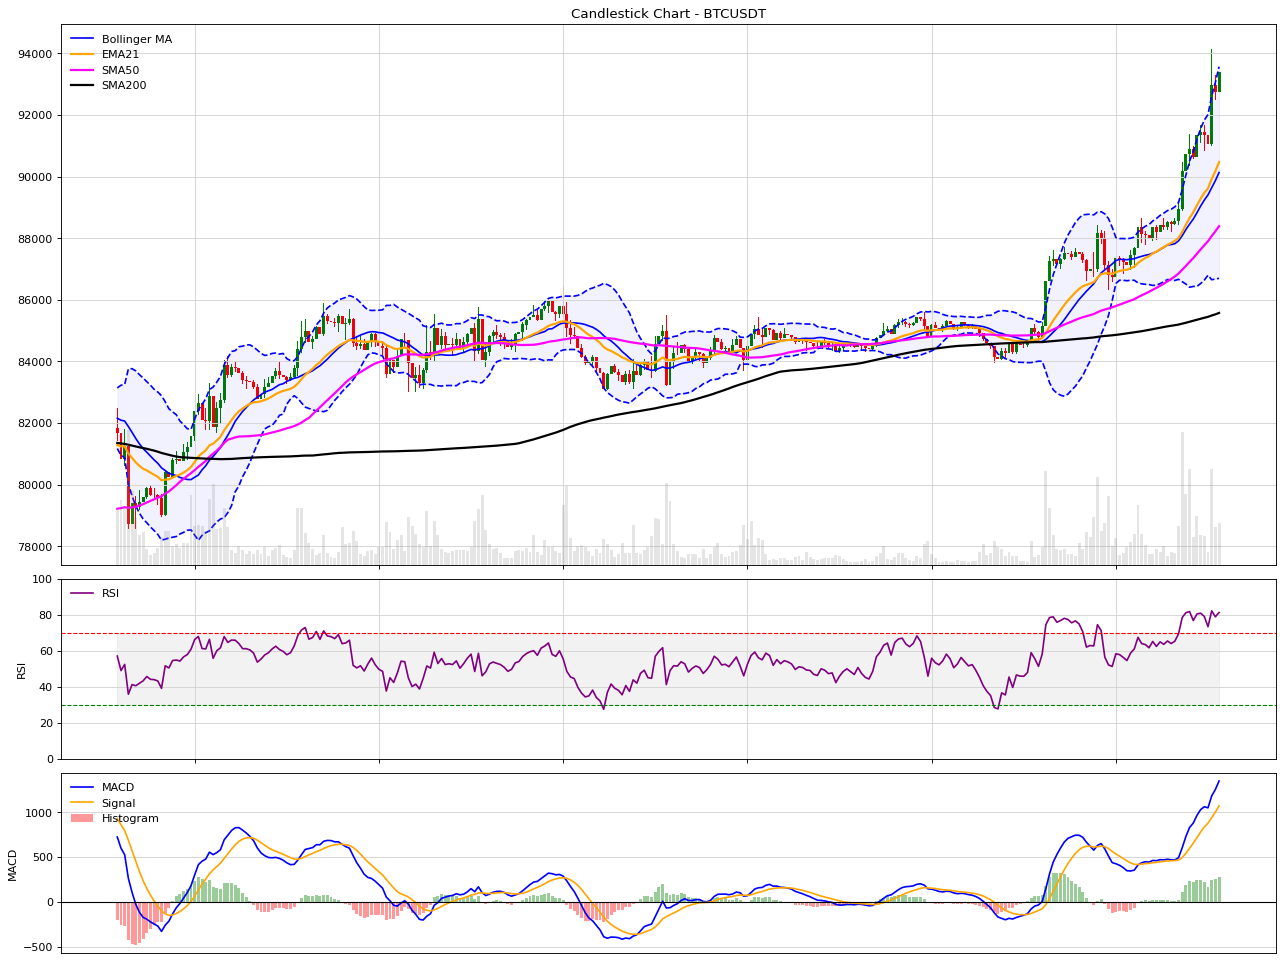 Candlestick Chart - BTCUSDT
Bollinger MA
EMA21
SMA50
SMA200
94000
92000
90000
88000
86000
84000
82000
80000
78000
RSI
100
80
60
40
20
0
RSI
MACD
Signal
Histogram
1000
500
0
−500
MACD